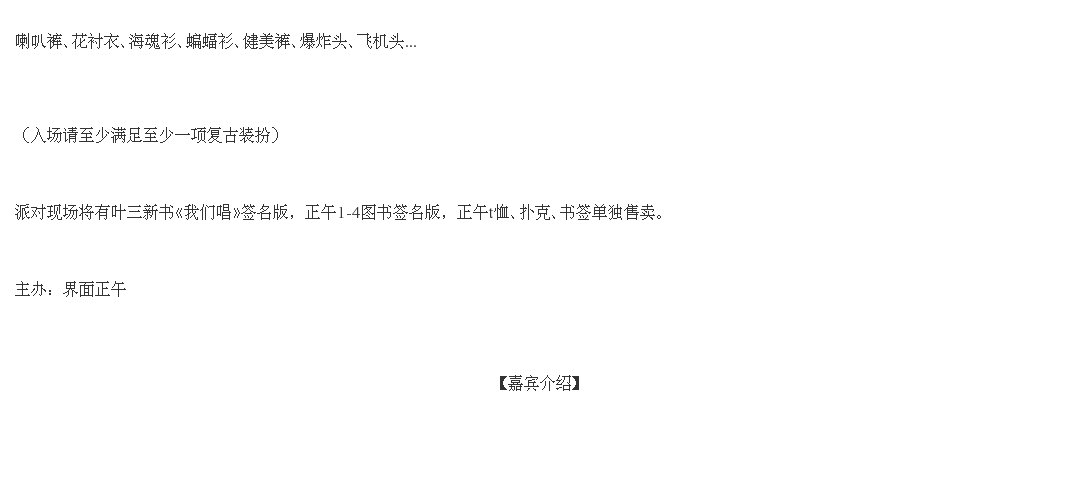 喇叭裤、花衬衣、海魂衫、蝙蝠衫、健美裤、爆炸头、飞机头...
（入场请至少满足至少一项复古装扮）
派对现场将有叶三新书《我们唱》签名版，正午1-4图书签名版，正午t恤、扑克、书签单独售卖。
主办：界面正午
【嘉宾介绍】